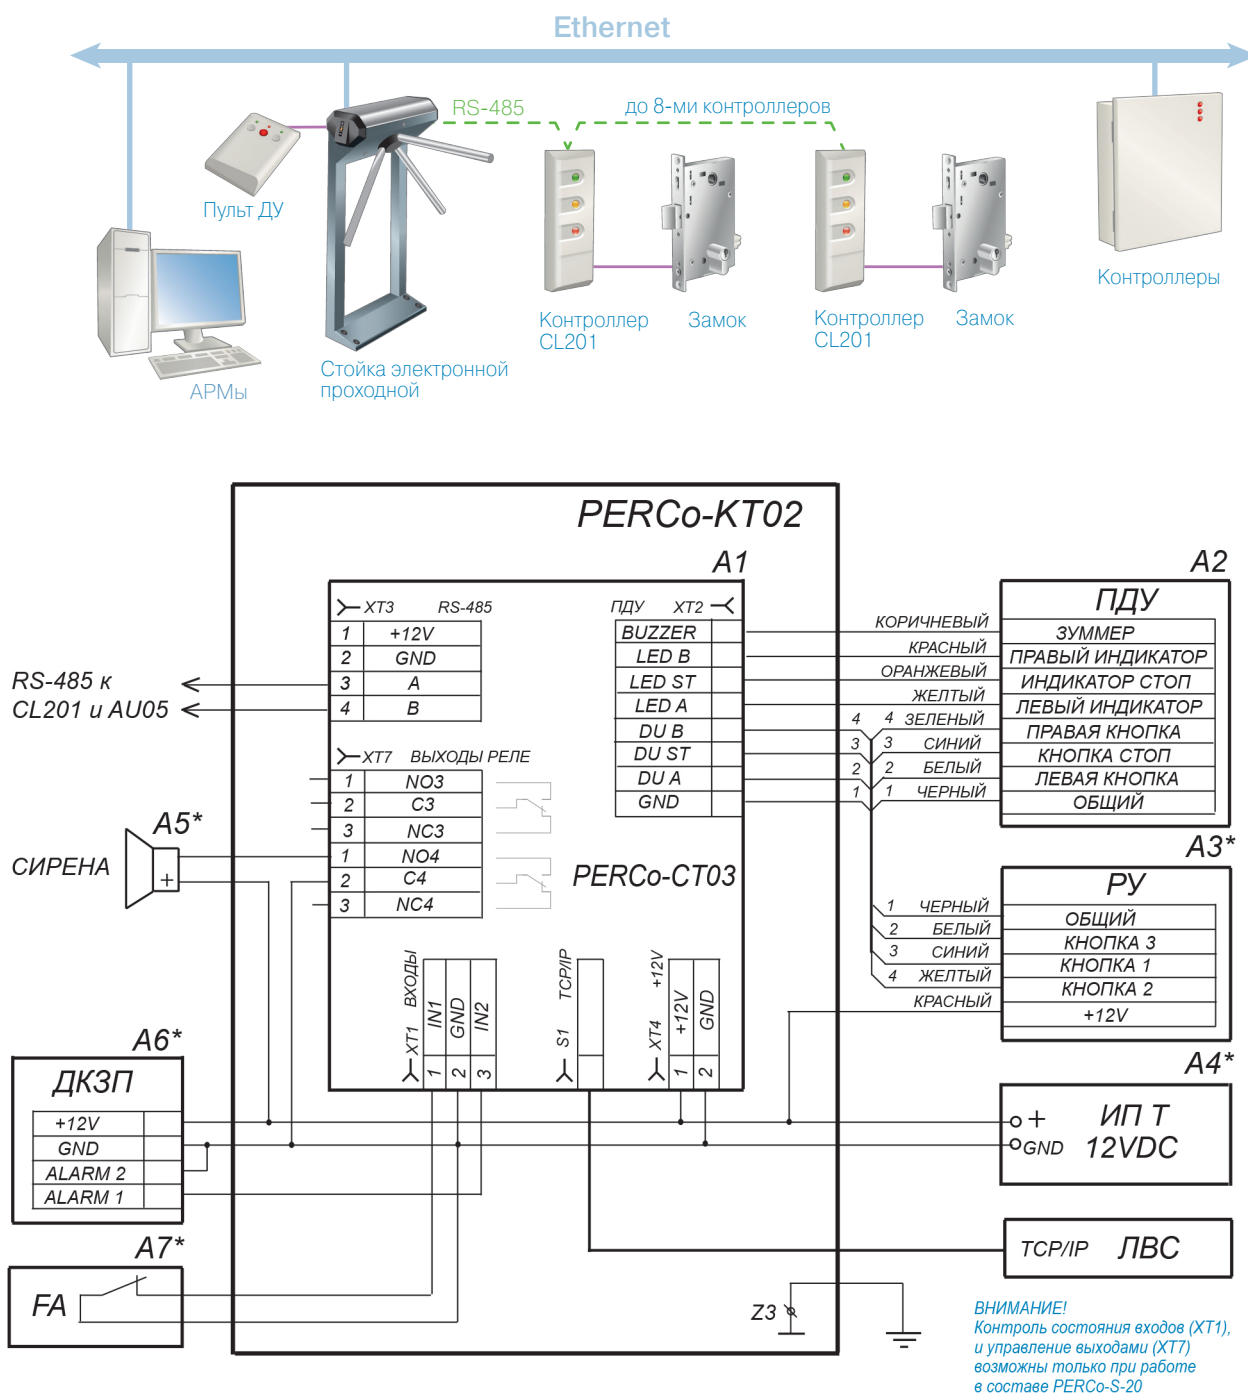 Ethernet
RS-485
до 8-ми контроллеров
Пульт ДУ
Контроллеры
Контроллер
CL201
Замок
Контроллер
CL201
Замок
Стойка электронной
проходной
АРМы
PERCo-KT02
A1
A2
XT3 RS-485
1 +12V
2 GND
3 A
4 B
RS-485 к
CL201 и AU05
ПДУ XT2
BUZZER
LED B
LED ST
LED A
DU B
DU ST
DU A
GND
КОРИЧНЕВЫЙ
КРАСНЫЙ
ОРАНЖЕВЫЙ
ЖЕЛТЫЙ
4 4 ЗЕЛЕНЫЙ
3 3 СИНИЙ
2 2 БЕЛЫЙ
1 1 ЧЕРНЫЙ
ПДУ
ЗУММЕР
ПРАВЫЙ ИНДИКАТОР
ИНДИКАТОР СТОП
ЛЕВЫЙ ИНДИКАТОР
ПРАВАЯ КНОПКА
КНОПКА СТОП
ЛЕВАЯ КНОПКА
ОБЩИЙ
XT7 ВЫХОДЫ РЕЛЕ
1 NO3
2 C3
3 NC3
1 NO4
2 C4
3 NC4
A5*
СИРЕНА
+
PERCo-CT03
A3*
РУ
1 ЧЕРНЫЙ
2 БЕЛЫЙ
3 СИНИЙ
4 ЖЕЛТЫЙ
КРАСНЫЙ
ОБЩИЙ
КНОПКА 3
КНОПКА 1
КНОПКА 2
+12V
XT1 ВХОДЫ
1 IN1
2 GND
3 IN2
S1 TCP/IP
XT4 +12V
1 +12V
2 GND
A6*
ДКЗП
+12V
GND
ALARM 2
ALARM 1
A4*
+ ИП Т
GND 12VDC
A7*
FA
TCP/IP ЛВС
Z3
ВНИМАНИЕ!
Контроль состояния входов (XT1),
и управление выходами (XT7)
возможны только при работе
в составе PERCo-S-20